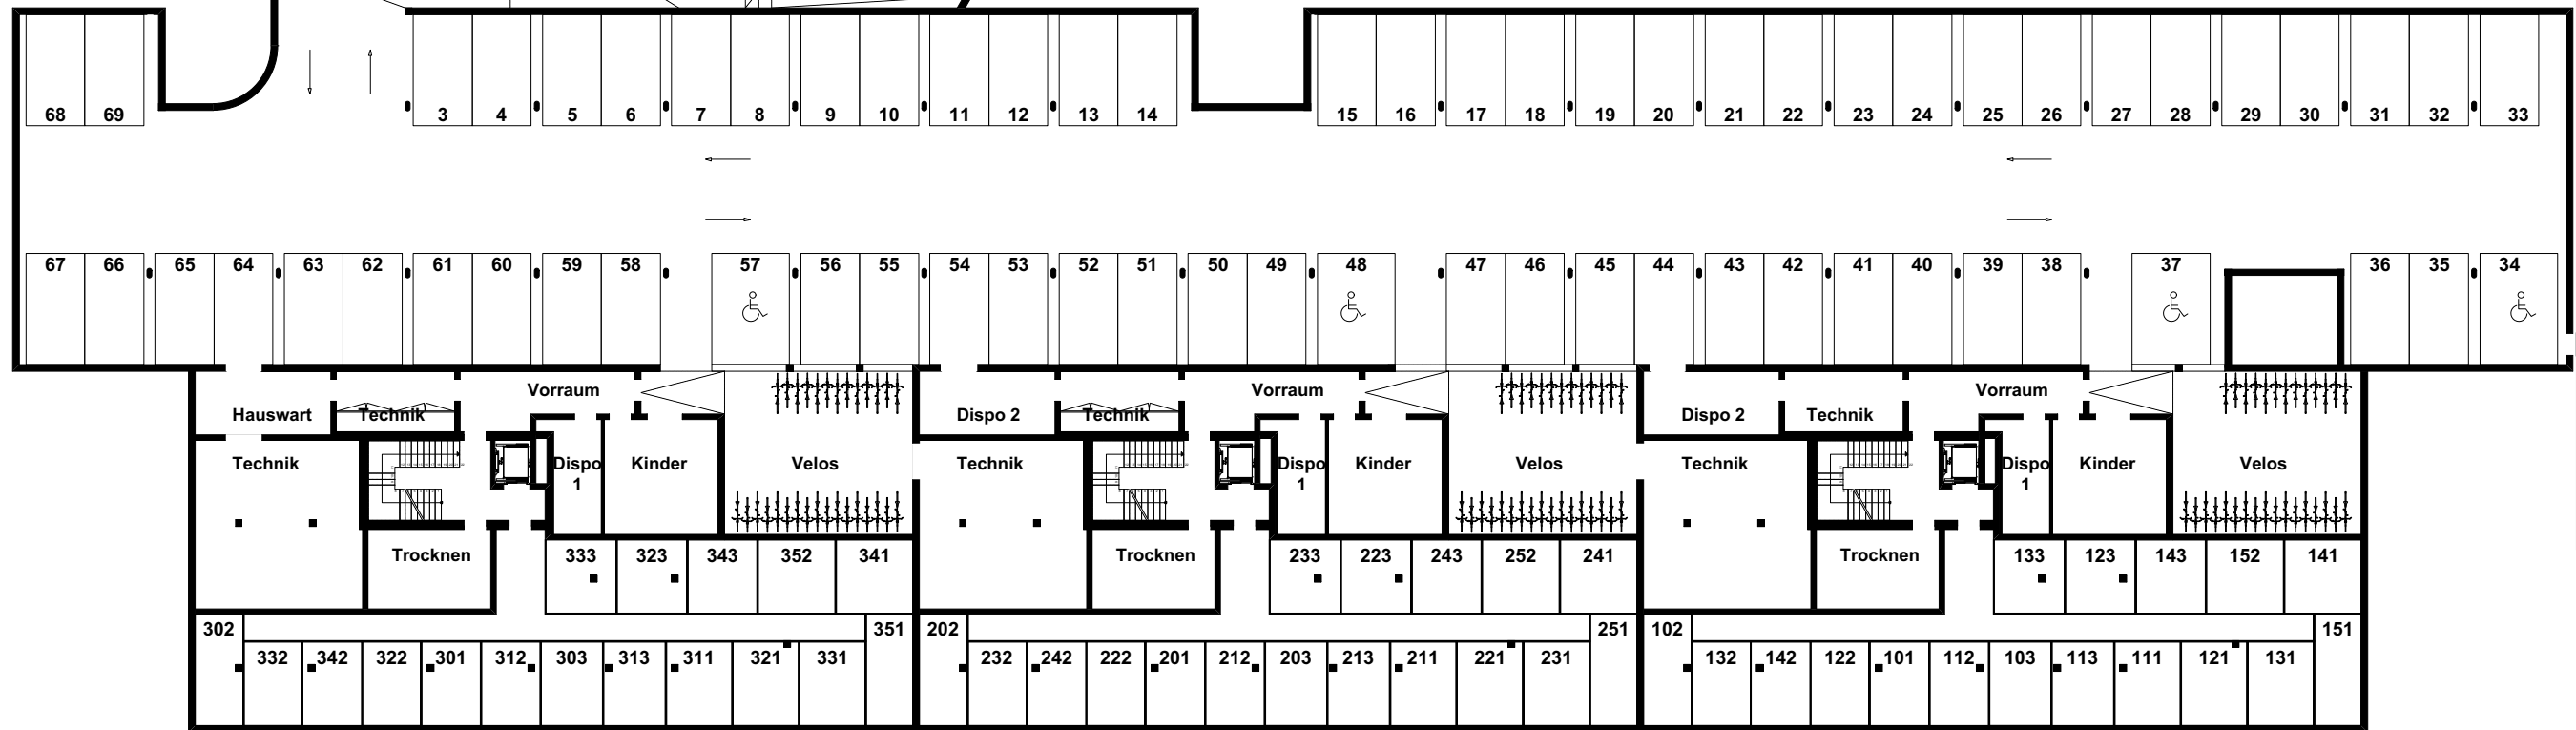 68 69 3 4 5 6 7 8 9 10 11 12 13 14 15 16 17 18 19 20 21 22 23 24 25 26 27 28 29 30 31 32 33
67 66 65 64 63 62 61 60 59 58 57 56 55 54 53 52 51 50 49 48 47 46 45 44 43 42 41 40 39 38 37 36 35 34
Vorraum Vorraum Vorraum
Hauswart Technik Dispo 2 Technik Dispo 2 Technik
Technik Dispo Kinder Velos Technik Dispo Kinder Velos Technik Dispo Kinder Velos
1 1 1
Trocknen 333 323 343 352 341 Trocknen 233 223 243 252 241 Trocknen 133 123 143 152 141
302 351 202 251 102 151
332 342 322 301 312 303 313 311 321 331 232 242 222 201 212 203 213 211 221 231 132 142 122 101 112 103 113 111 121 131